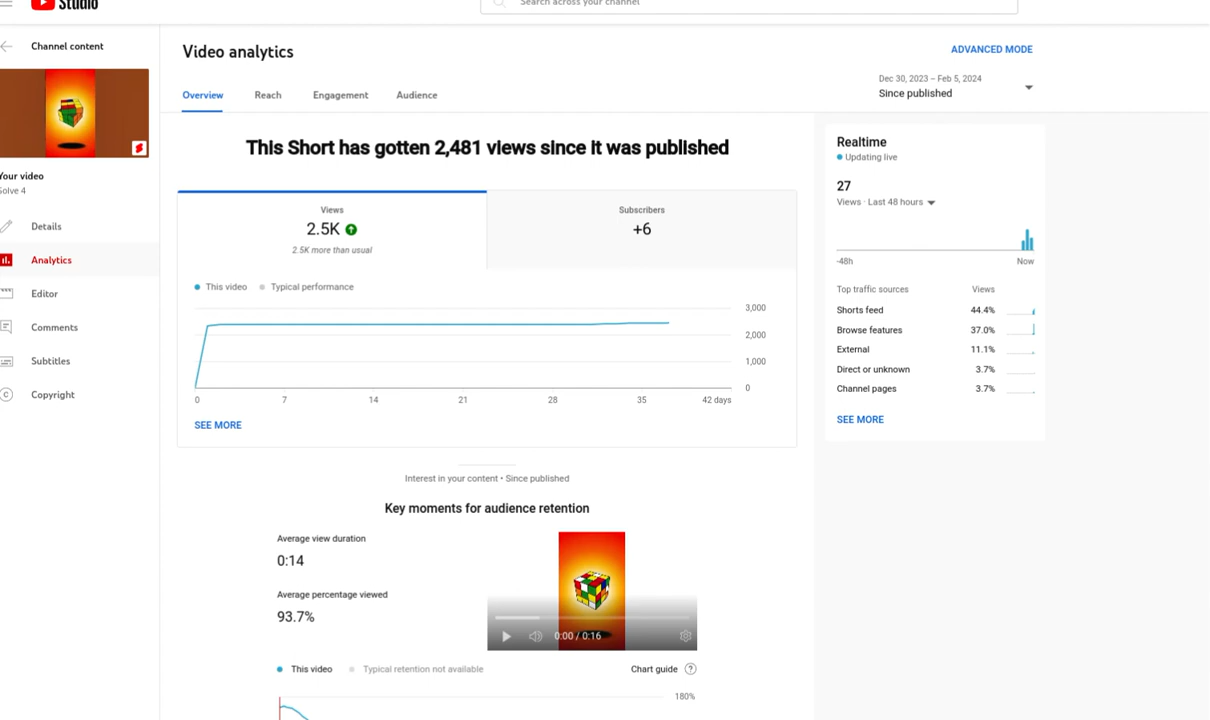 Studio
Search across your channel
Channel content
Your video
Solve 4
Details
Analytics
Editor
Comments
Subtitles
Copyright
Video analytics
ADVANCED MODE
Overview
Reach
Engagement
Audience
Dec 30, 2023 – Feb 5, 2024
Since published
This Short has gotten 2,481 views since it was published
Views
2.5K
2.5K more than usual
Subscribers
+6
This video
Typical performance
3,000
2,000
1,000
0
0 7 14 21 28 35 42 days
SEE MORE
Interest in your content • Since published
Key moments for audience retention
Average view duration
0:14
Average percentage viewed
93.7%
0:00 / 0:16
This video
Typical retention not available
Chart guide
?
180%
Realtime
Updating live
27
Views · Last 48 hours
-48h Now
Top traffic sources Views
Shorts feed 44.4%
Browse features 37.0%
External 11.1%
Direct or unknown 3.7%
Channel pages 3.7%
SEE MORE